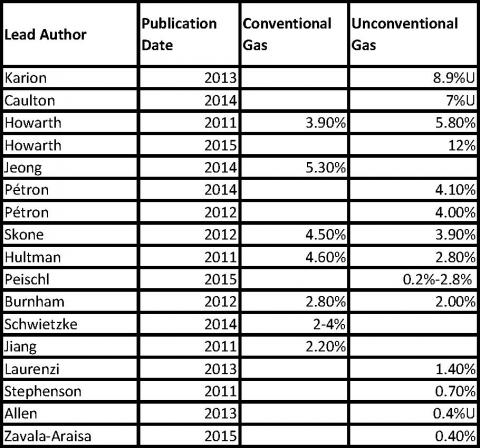 Lead Author Publication Date Conventional Gas Unconventional Gas
Karion 2013 8.9%U
Caulton 2014 7%U
Howarth 2011 3.90% 5.80%
Howarth 2015 12%
Jeong 2014 5.30%
Pétron 2014 4.10%
Pétron 2012 4.00%
Skone 2012 4.50% 3.90%
Hultman 2011 4.60% 2.80%
Peischl 2015 0.2%-2.8%
Burnham 2012 2.80% 2.00%
Schwietzke 2014 2-4%
Jiang 2011 2.20%
Laurenzi 2013 1.40%
Stephenson 2011 0.70%
Allen 2013 0.4%U
Zavala-Araisa 2015 0.40%